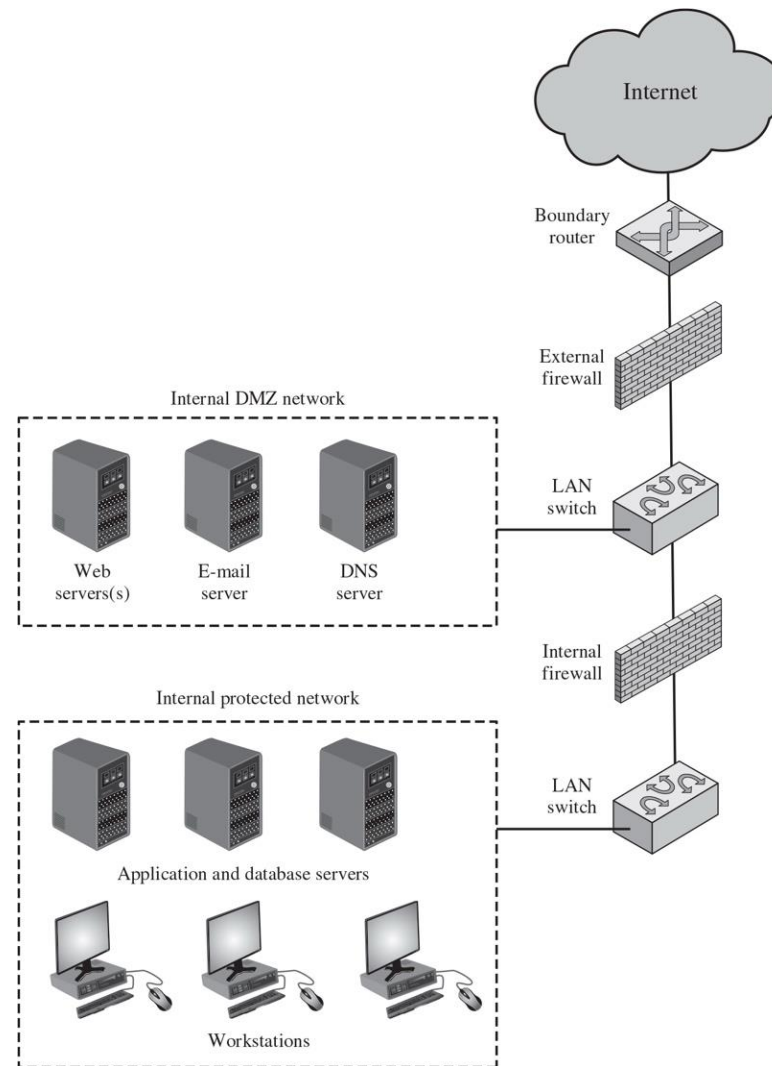 Internet
Boundary
router
External
firewall
Internal DMZ network
LAN
switch
Web
servers(s)
E-mail
server
DNS
server
Internal
firewall
Internal protected network
LAN
switch
Application and database servers
Workstations